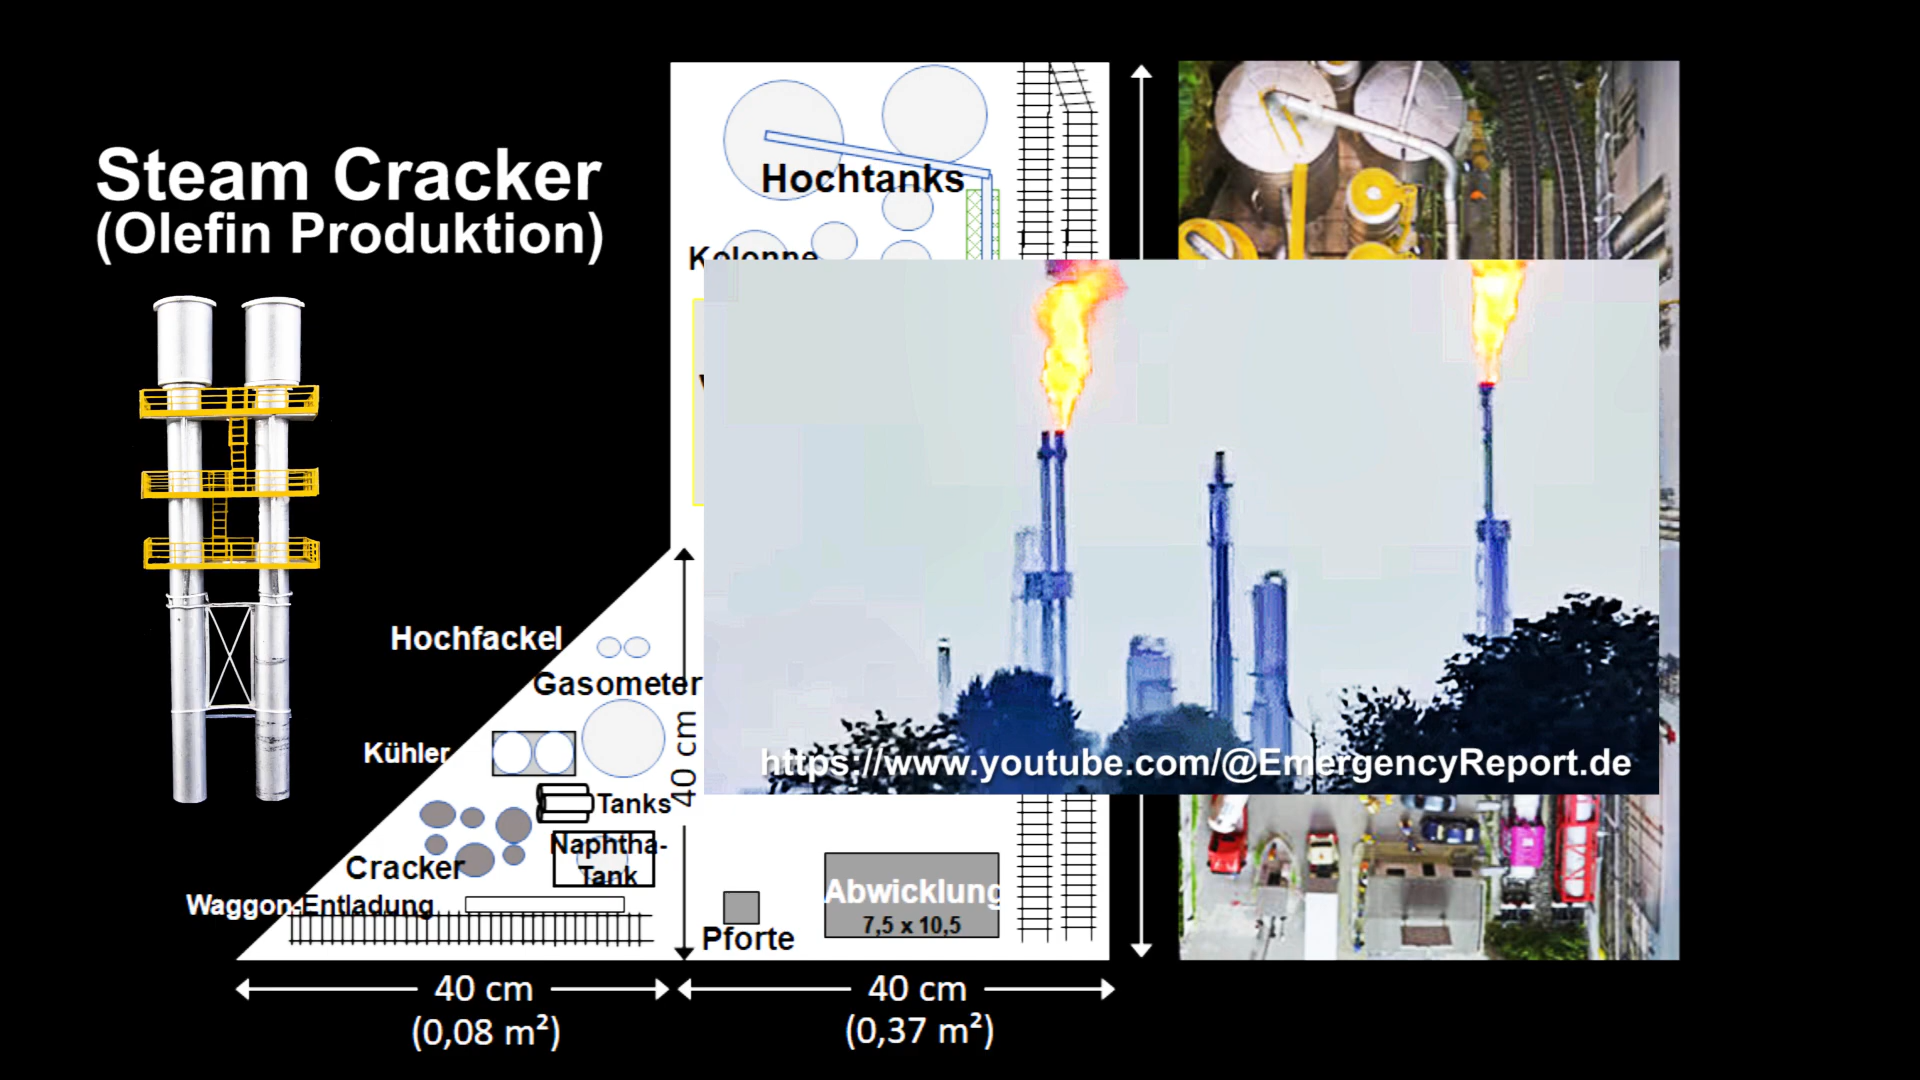 Steam Cracker
(Olefin Produktion)
Hochtanks
Kolonne
Hochfackel
Gasometer
40 cm
Kühler
https://www.youtube.com/@EmergencyReport.de
Tanks
Naphtha-
Tank
Cracker
Waggon-Entladung
Abwicklung
7,5 x 10,5
Pforte
40 cm
(0,08 m²)
40 cm
(0,37 m²)